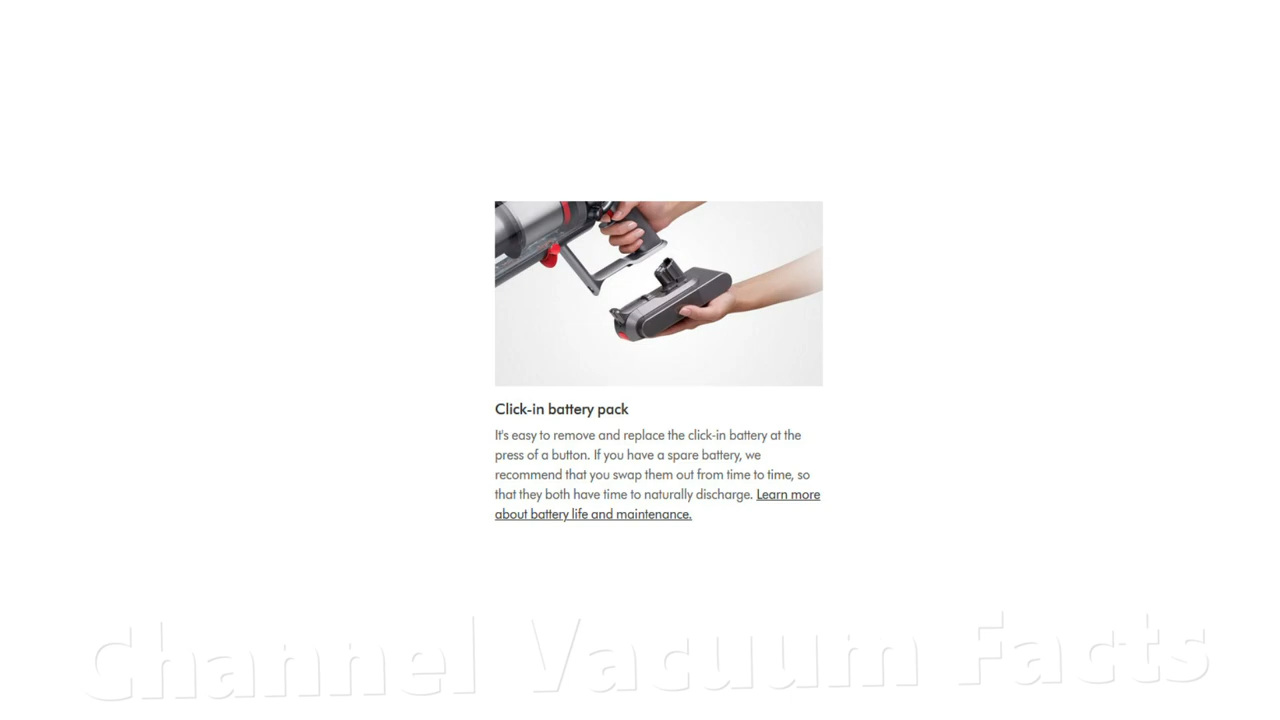 Click-in battery pack
It's easy to remove and replace the click-in battery at the
press of a button. If you have a spare battery, we
recommend that you swap them out from time to time, so
that they both have time to naturally discharge. Learn more
about battery life and maintenance.
Channel Vacuum Facts